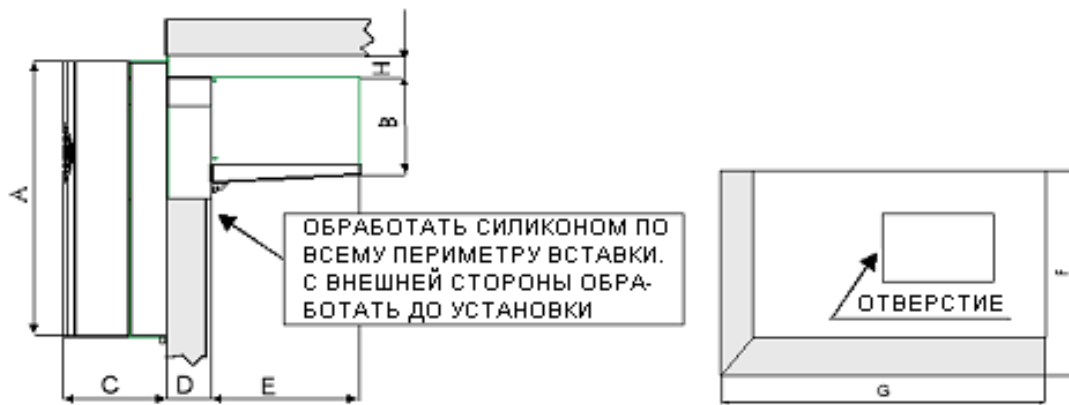 H
B
A
ОБРАБОТАТЬ СИЛИКОНОМ ПО
ВСЕМУ ПЕРИМЕТРУ ВСТАВКИ.
С ВНЕШНЕЙ СТОРОНЫ ОБРА-
БОТАТЬ ДО УСТАНОВКИ
C
D
E
ОТВЕРСТИЕ
F
G